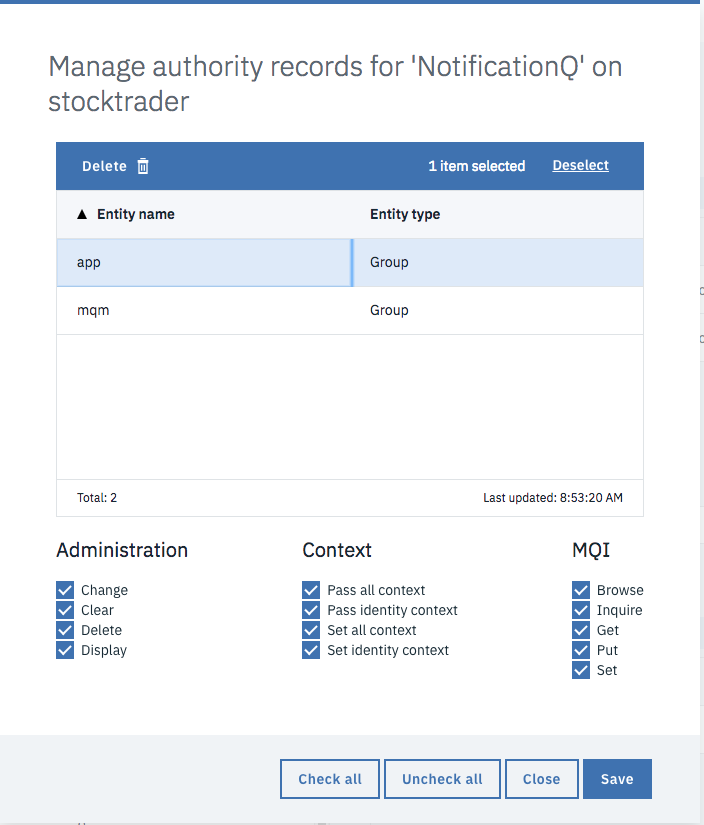 Manage authority records for 'NotificationQ' on
stocktrader
Delete 1 item selected Deselect
▲ Entity name Entity type
app Group
mqm Group
Total: 2 Last updated: 8:53:20 AM
Administration Context MQI
Change Pass all context Browse
Clear Pass identity context Inquire
Delete Set all context Get
Display Set identity context Put
Set
Check all Uncheck all Close Save